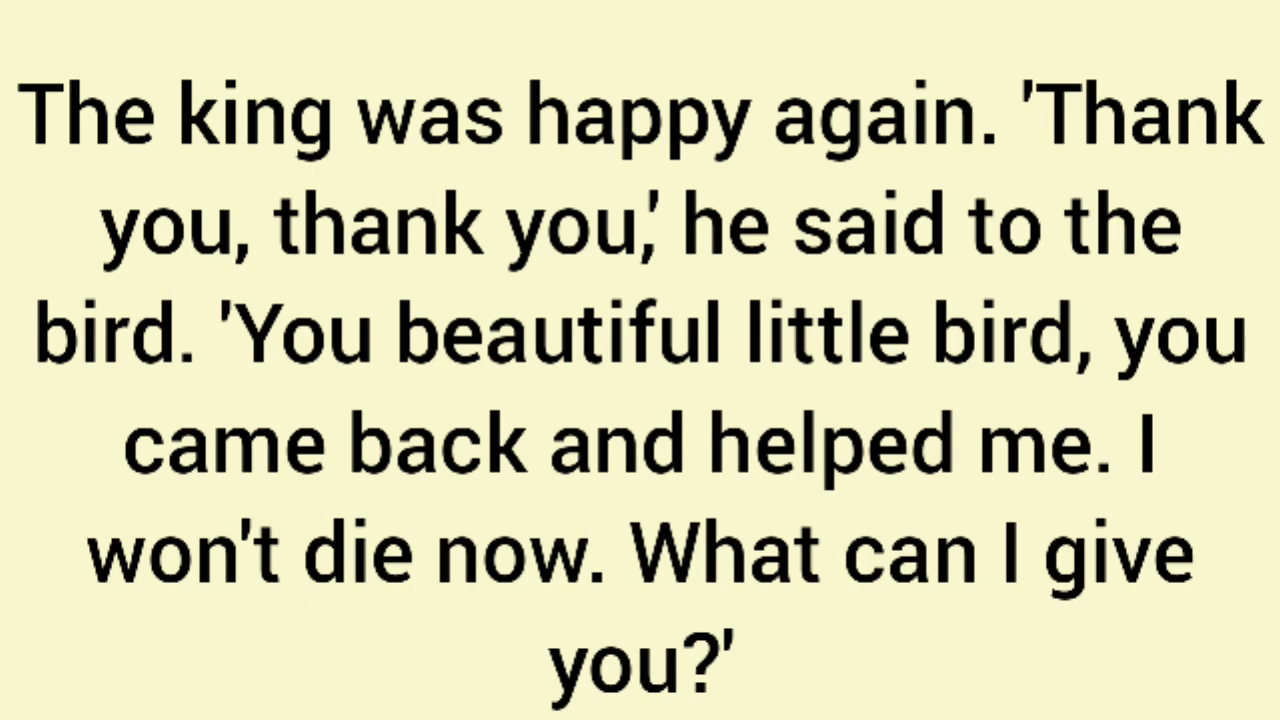 The king was happy again. 'Thank
you, thank you,' he said to the
bird. 'You beautiful little bird, you
came back and helped me. I
won't die now. What can I give
you?'